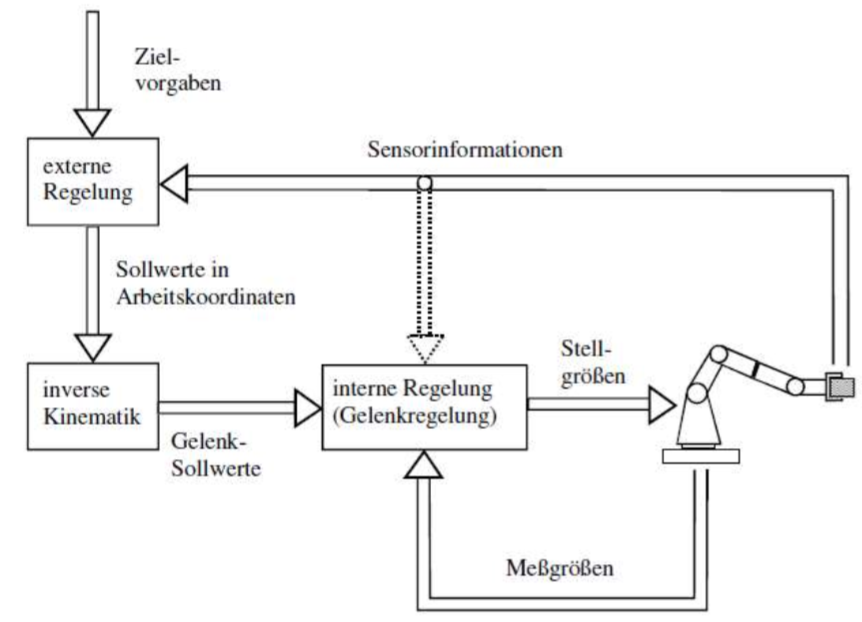 Ziel-
vorgaben
externe
Regelung
Sensorinformationen
Sollwerte in
Arbeitskoordinaten
inverse
Kinematik
Gelenk-
Sollwerte
interne Regelung
(Gelenkregelung)
Stell-
größen
Meßgrößen